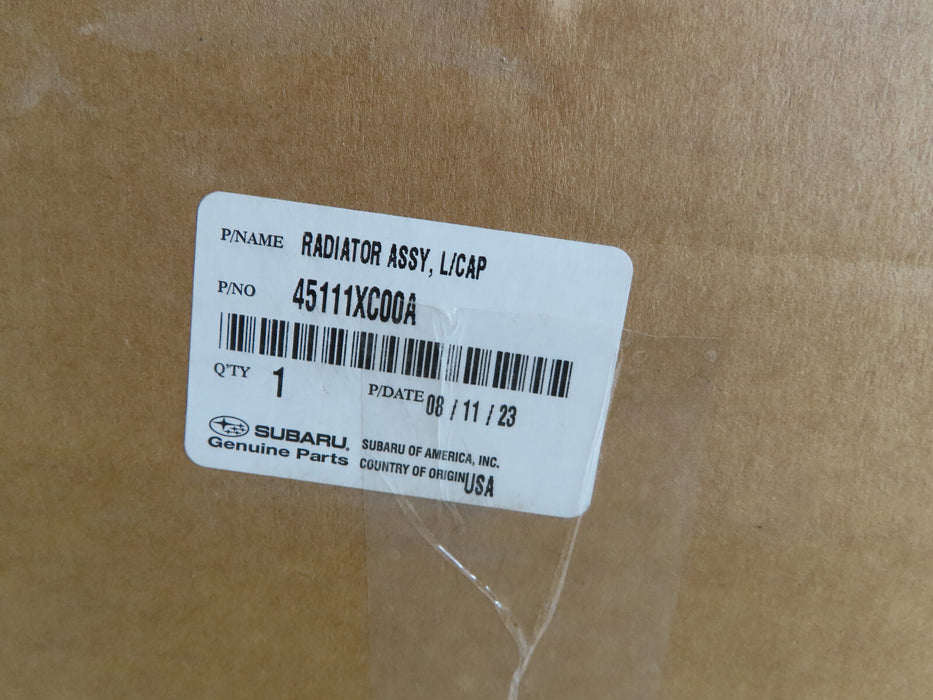 P/NAME RADIATOR ASSY, L/CAP
P/NO 45111XC00A
Q'TY 1 P/DATE 08 / 11 / 23
SUBARU. SUBARU OF AMERICA, INC.
Genuine Parts COUNTRY OF ORIGIN USA